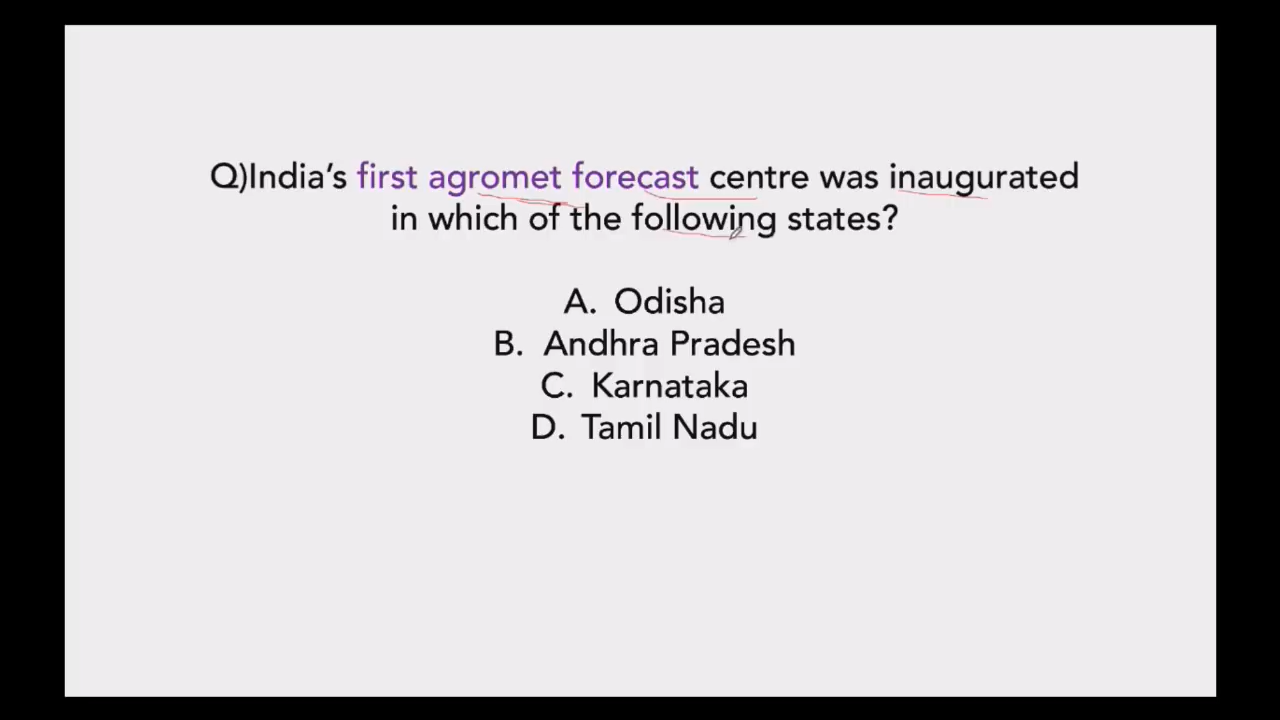 Q)India's first agromet forecast centre was inaugurated
in which of the following states?
A. Odisha
B. Andhra Pradesh
C. Karnataka
D. Tamil Nadu